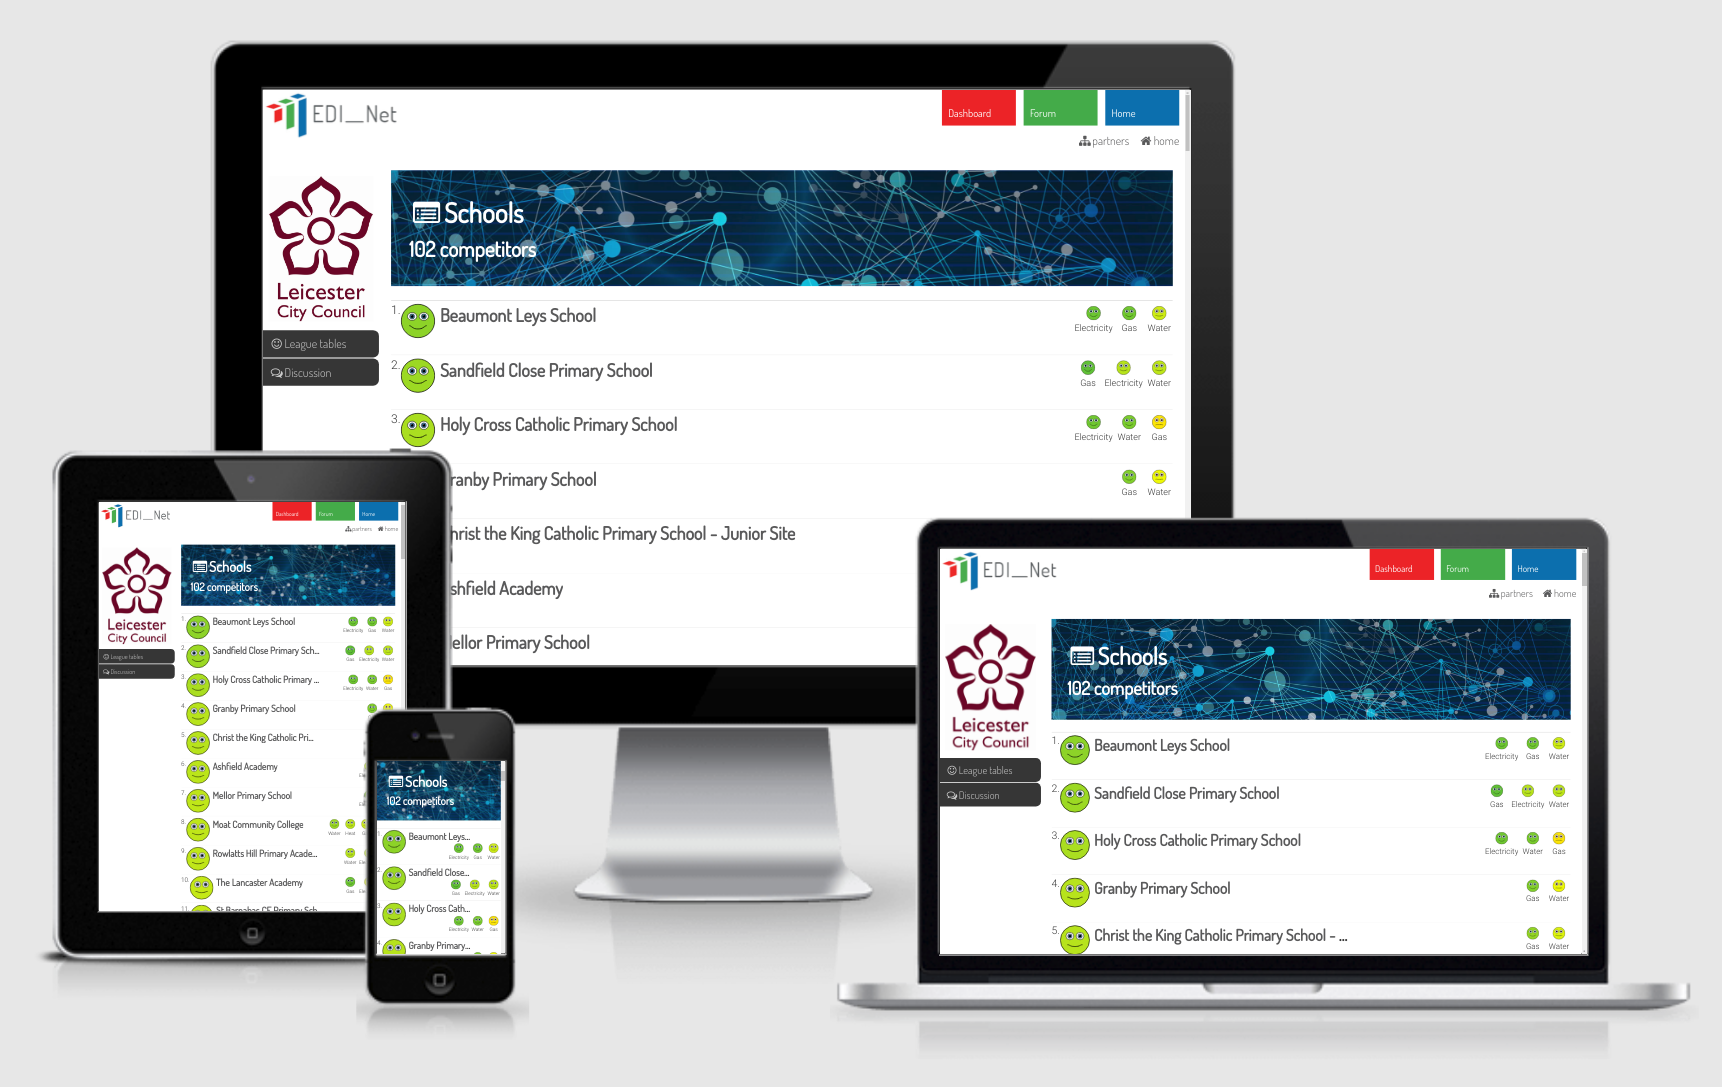 EDI_Net
Dashboard
Forum
Home
partners
home
Leicester
City Council
League tables
Discussion
Schools
102 competitors
1. Beaumont Leys School
Electricity Gas Water
2. Sandfield Close Primary School
Gas Electricity Water
3. Holy Cross Catholic Primary School
Electricity Water Gas
ranby Primary School
Gas Water
hrist the King Catholic Primary School - Junior Site
shfield Academy
ellor Primary School
EDI_Net
Dashboard
Forum
Home
partners
home
Leicester
City Council
League tables
Discussion
Schools
102 competitors
1. Beaumont Leys School
Electricity Gas Water
2. Sandfield Close Primary Sch...
Gas Electricity Water
3. Holy Cross Catholic Primary ...
Electricity Water Gas
4. Granby Primary School
5. Christ the King Catholic Pri...
6. Ashfield Academy
7. Mellor Primary School
8. Moat Community College
Water Heat
9. Rowlatts Hill Primary Acade...
Water
10. The Lancaster Academy
Gas
11. St Barnabas CE Primary Sch
Schools
102 competitors
1. Beaumont Leys...
Electricity Gas Water
2. Sandfield Close...
Gas Electricity Water
3. Holy Cross Cath...
Electricity Water Gas
4. Granby Primary...
EDI_Net
Dashboard
Forum
Home
partners
home
Leicester
City Council
League tables
Discussion
Schools
102 competitors
1. Beaumont Leys School
Electricity Gas Water
2. Sandfield Close Primary School
Gas Electricity Water
3. Holy Cross Catholic Primary School
Electricity Water Gas
4. Granby Primary School
Gas Water
5. Christ the King Catholic Primary School - ...
Gas Water